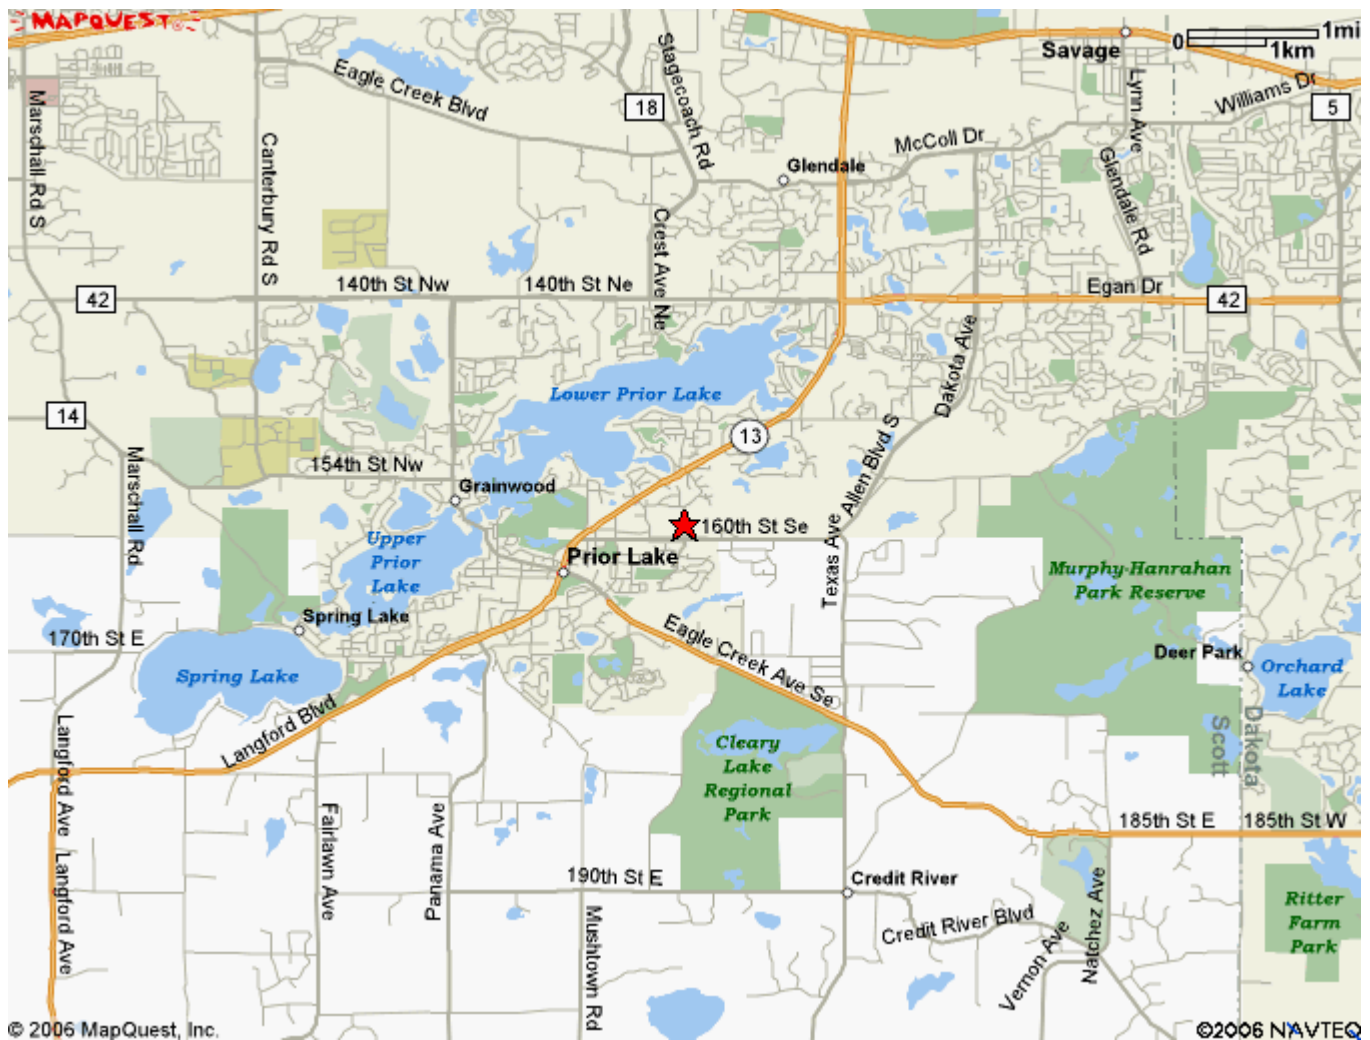 MAPQUEST
Savage
0
1mi
1km
Eagle Creek Blvd
18
Stagecoach Rd
Lynn Ave
Williams Dr
5
Marschall Rd S
Canterbury Rd S
McColl Dr
Glendale
Glendale Rd
Crest Ave Ne
140th St Nw
140th St Ne
Egan Dr
42
42
Lower Prior Lake
Dakota Ave
14
13
154th St Nw
Allen Blvd S
Grainwood
Marschall Rd
160th St Se
Upper
Prior
Lake
Prior Lake
Texas Ave
Murphy-Hanrahan
Park Reserve
Spring Lake
170th St E
Eagle Creek Ave Se
Deer Park
Orchard
Lake
Spring Lake
Langford Blvd
Langford Ave
Cleary
Lake
Regional
Park
Scott
Dakota
Fairlawn Ave
Panama Ave
185th St E
185th St W
Langford Ave
190th St E
Credit River
Mushtown Rd
Credit River Blvd
Vernon Ave
Natchez Ave
Ritter
Farm
Park
© 2006 MapQuest, Inc.
©2006 NAVTEQ